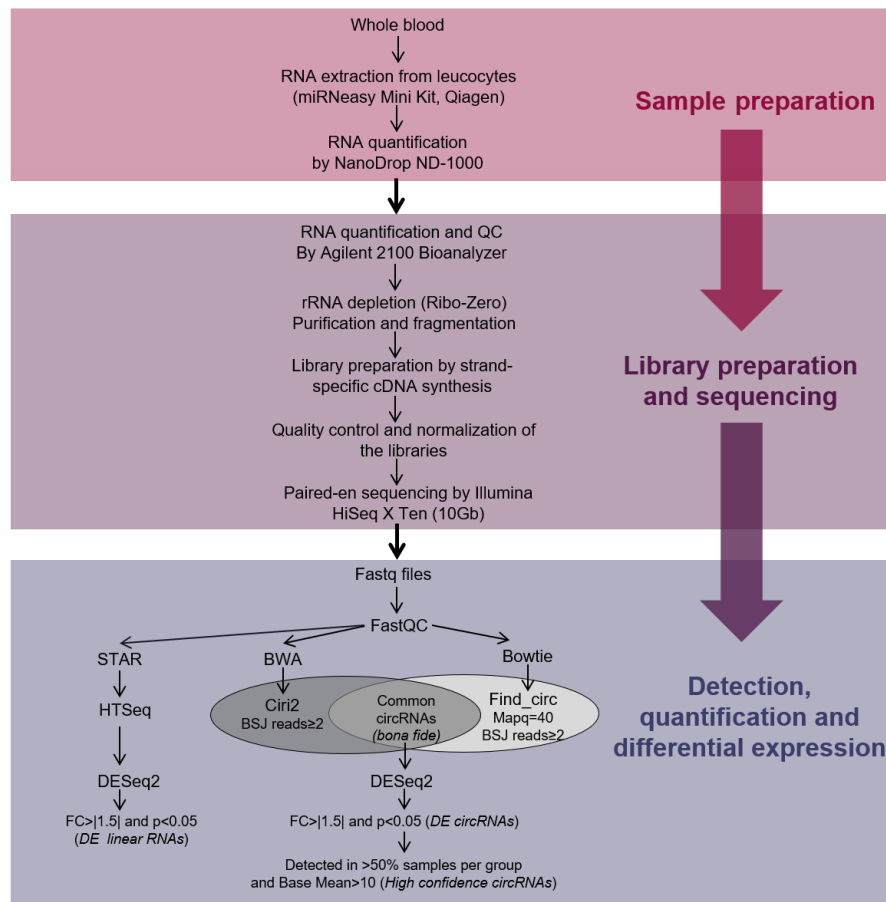 Whole blood
RNA extraction from leucocytes
(miRNeasy Mini Kit, Qiagen)
RNA quantification
by NanoDrop ND-1000
Sample preparation
RNA quantification and QC
By Agilent 2100 Bioanalyzer
rRNA depletion (Ribo-Zero)
Purification and fragmentation
Library preparation by strand-
specific cDNA synthesis
Quality control and normalization of
the libraries
Paired-en sequencing by Illumina
HiSeq X Ten (10Gb)
Library preparation
and sequencing
Fastq files
FastQC
STAR
HTSeq
DESeq2
FC>|1.5| and p<0.05
(DE linear RNAs)
BWA
Ciri2
BSJ reads≥2
Common
circRNAs
(bona fide)
Bowtie
Find_circ
Mapq=40
BSJ reads≥2
DESeq2
FC>|1.5| and p<0.05 (DE circRNAs)
Detected in >50% samples per group
and Base Mean>10 (High confidence circRNAs)
Detection,
quantification and
differential expression